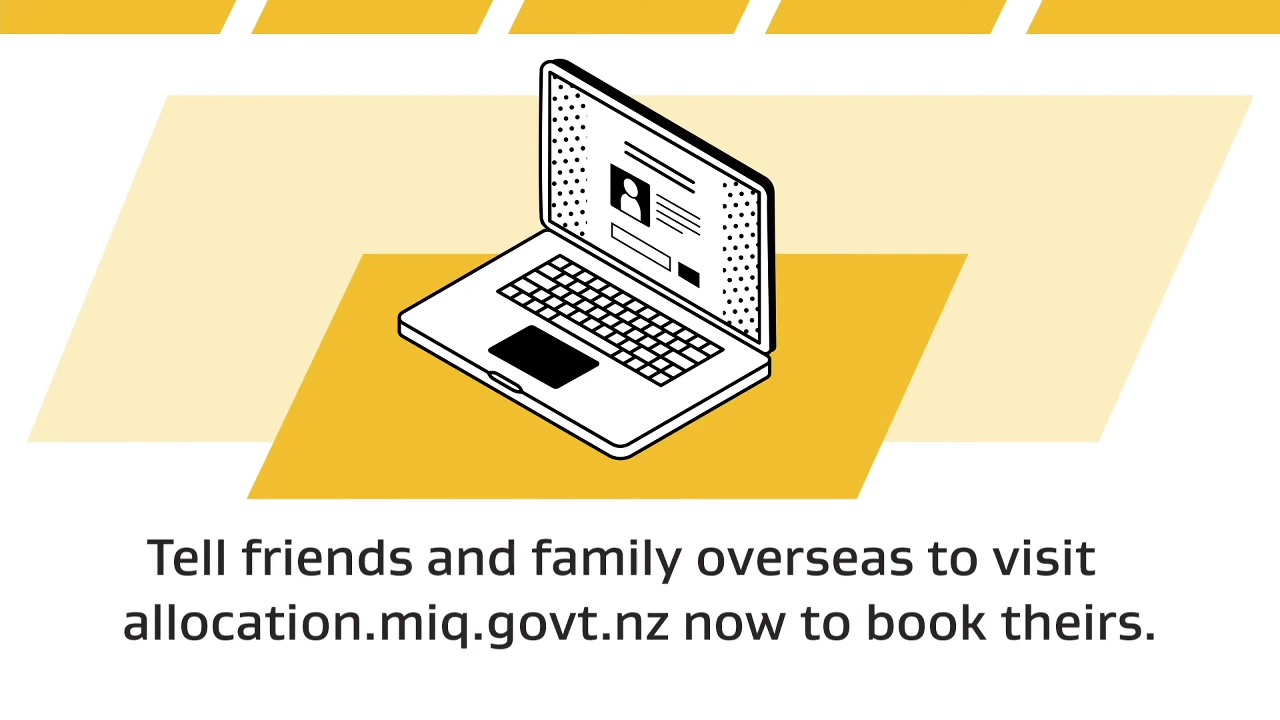 Tell friends and family overseas to visit
allocation.miq.govt.nz now to book theirs.